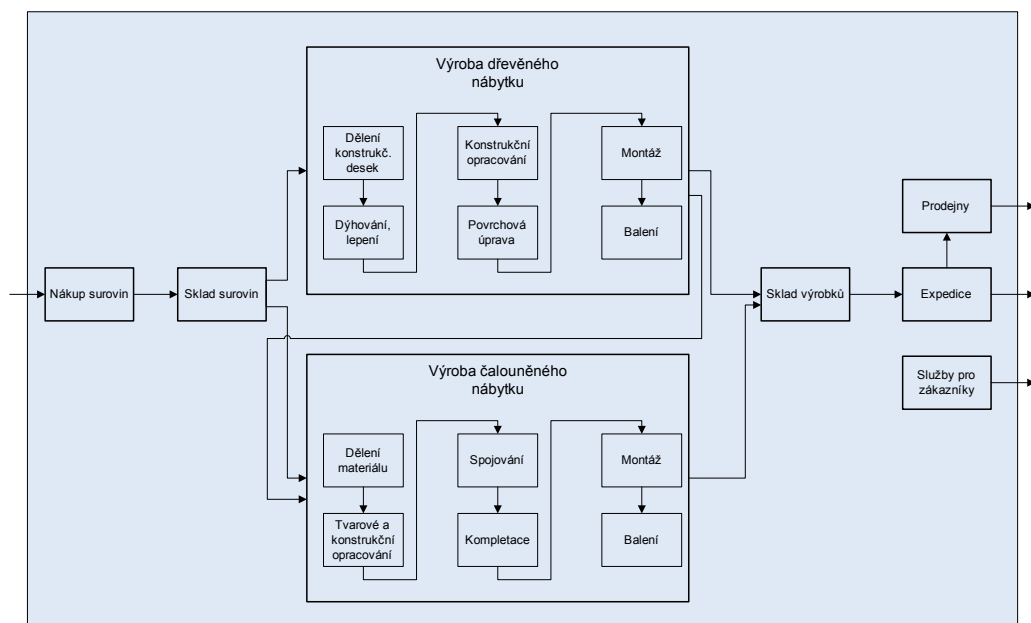 Výroba dřevěného
nábytku
Dělení
konstrukč.
desek
Konstrukční
opracování
Montáž
Dýhování,
lepení
Povrchová
úprava
Balení
Prodejny
Nákup surovin
Sklad surovin
Sklad výrobků
Expedice
Služby pro
zákazníky
Výroba čalouněného
nábytku
Dělení
materiálu
Spojování
Montáž
Tvarové a
konstrukční
opracování
Kompletace
Balení